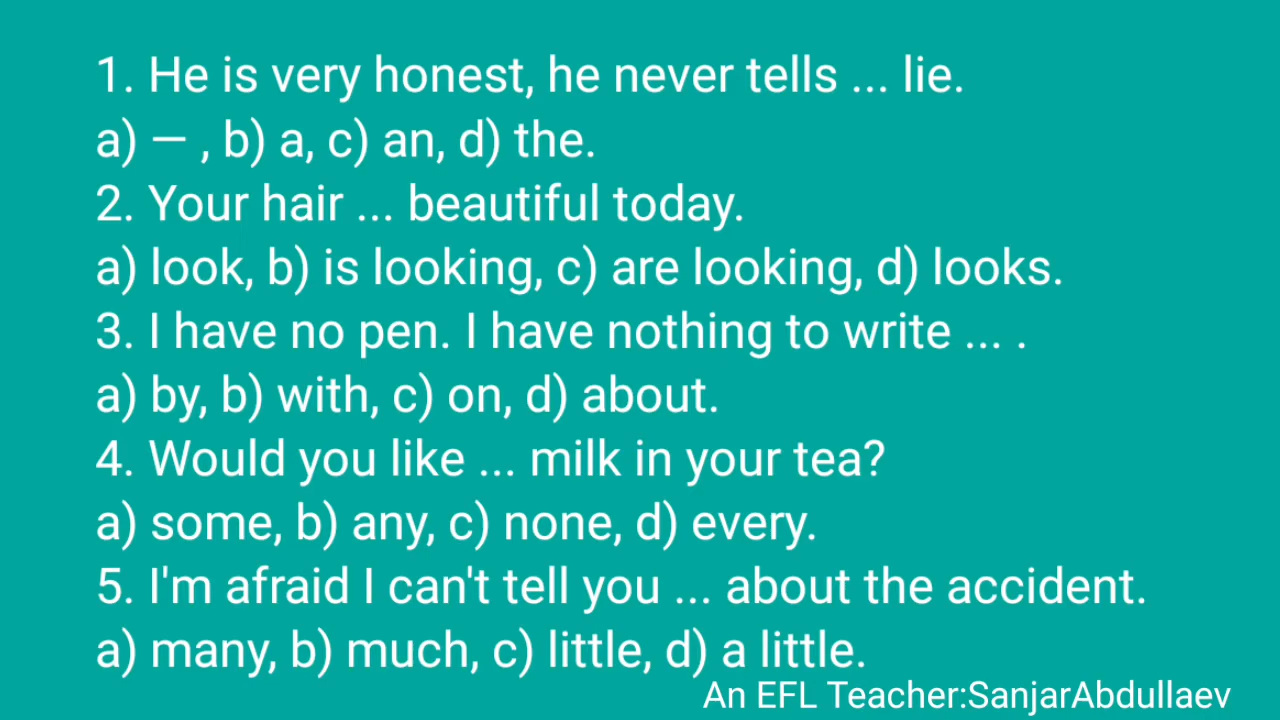 1. He is very honest, he never tells ... lie.
a) — , b) a, c) an, d) the.
2. Your hair ... beautiful today.
a) look, b) is looking, c) are looking, d) looks.
3. I have no pen. I have nothing to write ... .
a) by, b) with, c) on, d) about.
4. Would you like ... milk in your tea?
a) some, b) any, c) none, d) every.
5. I'm afraid I can't tell you ... about the accident.
a) many, b) much, c) little, d) a little.
An EFL Teacher:SanjarAbdullaev